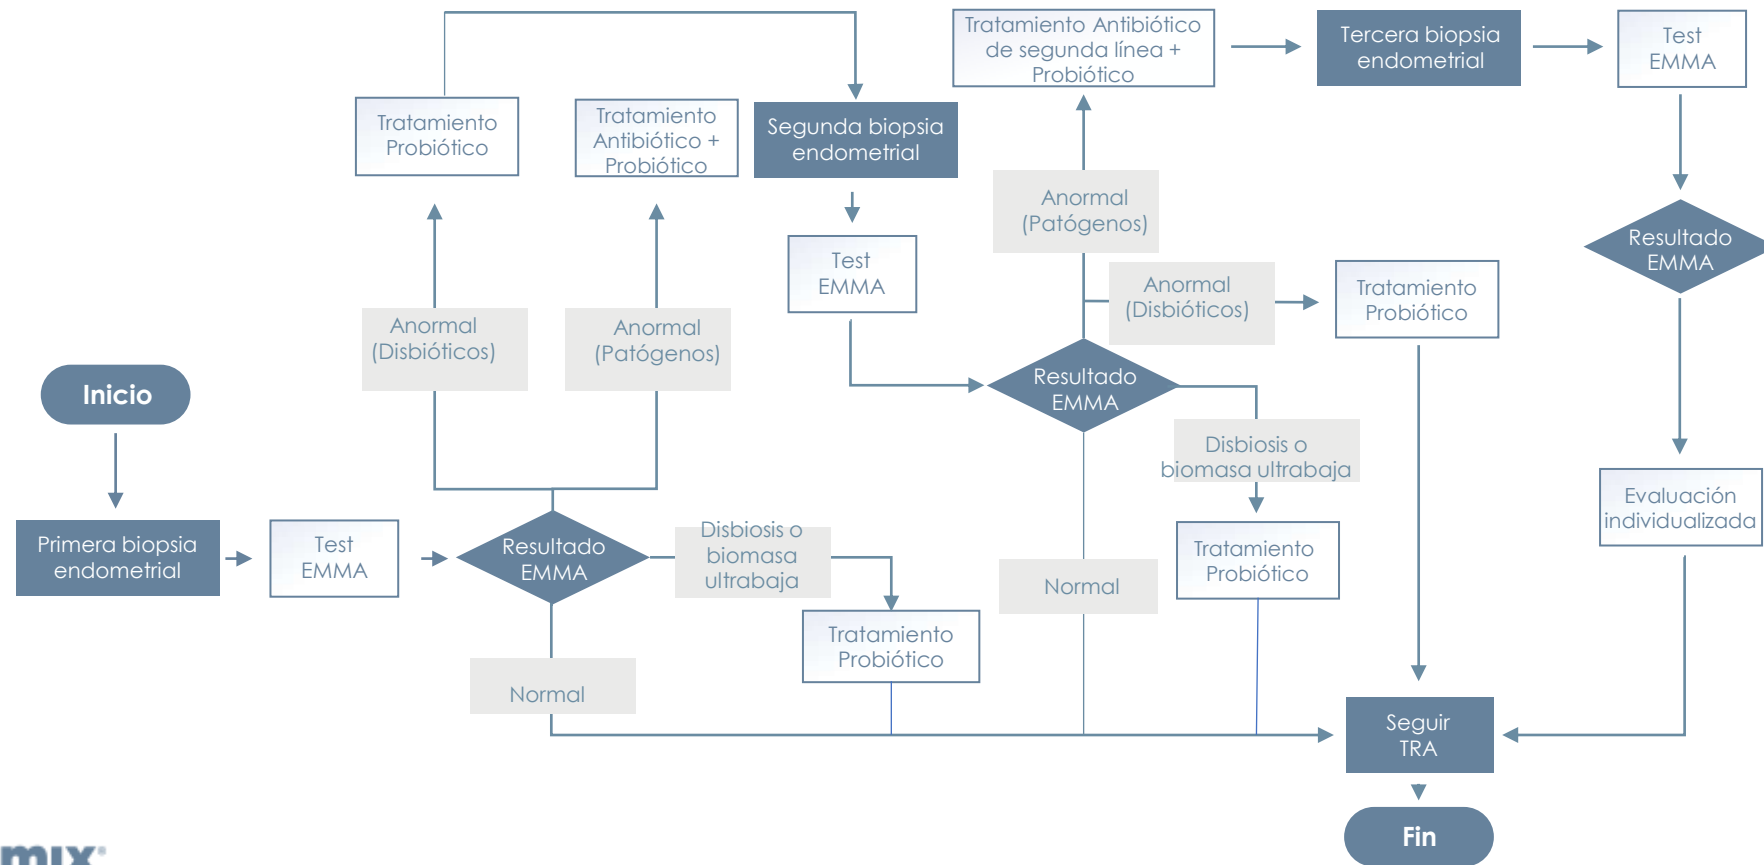 Tratamiento
Probiótico
Tratamiento
Antibiótico +
Probiótico
Segunda biopsia
endometrial
Tratamiento Antibiótico
de segunda línea +
Probiótico
Tercera biopsia
endometrial
Test
EMMA
Anormal
(Patógenos)
Resultado
EMMA
Test
EMMA
Anormal
(Disbióticos)
Tratamiento
Probiótico
Anormal
(Disbióticos)
Anormal
(Patógenos)
Inicio
Resultado
EMMA
Disbiosis o
biomasa ultrabaja
Evaluación
individualizada
Primera biopsia
endometrial
Test
EMMA
Resultado
EMMA
Disbiosis o
biomasa
ultrabaja
Tratamiento
Probiótico
Normal
Tratamiento
Probiótico
Normal
Seguir
TRA
Fin